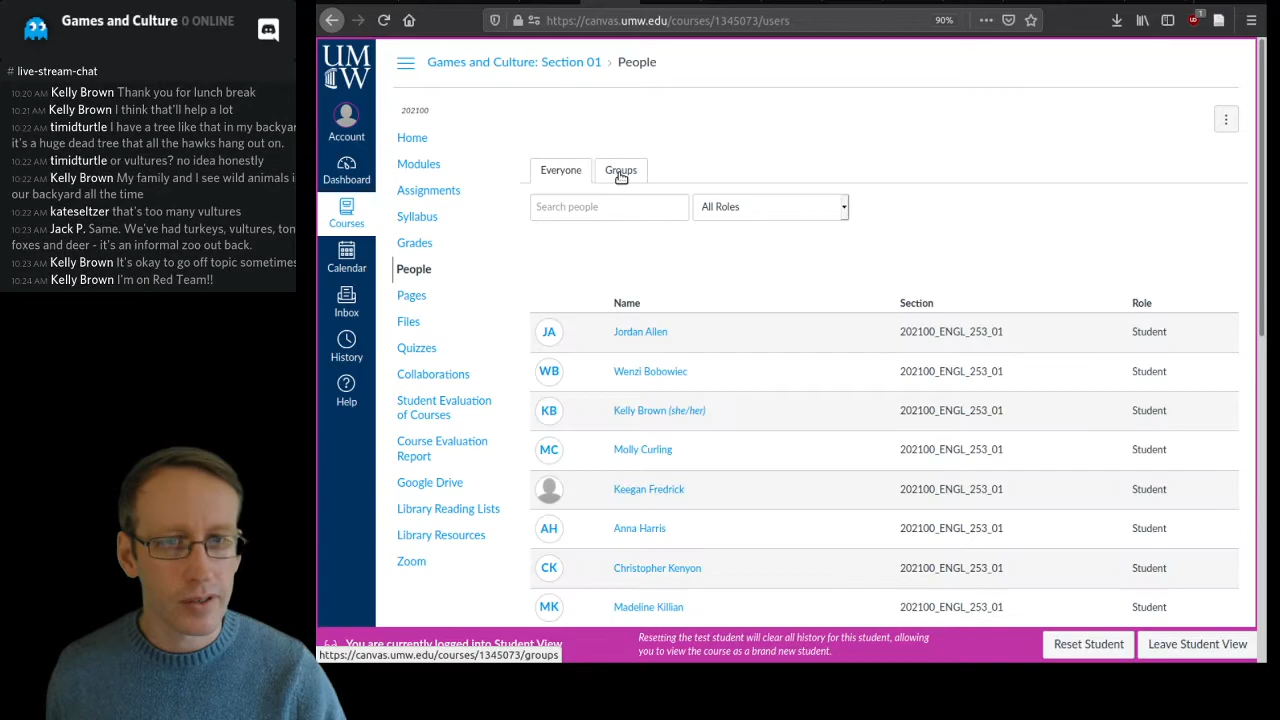 Games and Culture 0 ONLINE
# live-stream-chat
10:20 AM Kelly Brown Thank you for lunch break
10:21 AM Kelly Brown I think that'll help a lot
10:22 AM timidturtle I have a tree like that in my backyar
it's a huge dead tree that all the hawks hang out on.
10:22 AM timidturtle or vultures? no idea honestly
10:22 AM Kelly Brown My family and I see wild animals i
our backyard all the time
10:22 AM kateseltzer that's too many vultures
10:23 AM Jack P. Same. We've had turkeys, vultures, ton
foxes and deer - it's an informal zoo out back.
10:23 AM Kelly Brown It's okay to go off topic sometimes
10:24 AM Kelly Brown I'm on Red Team!!
https://canvas.umw.edu/courses/1345073/users
90%
1
UM
W
Account
Dashboard
Courses
Calendar
Inbox
History
Help
Games and Culture: Section 01 › People
202100
Home
Modules
Assignments
Syllabus
Grades
People
Pages
Files
Quizzes
Collaborations
Student Evaluation
of Courses
Course Evaluation
Report
Google Drive
Library Reading Lists
Library Resources
Zoom
Everyone
Groups
Search people
All Roles
Name Section Role
JA Jordan Allen 202100_ENGL_253_01 Student
WB Wenzi Bobowiec 202100_ENGL_253_01 Student
KB Kelly Brown (she/her) 202100_ENGL_253_01 Student
MC Molly Curling 202100_ENGL_253_01 Student
Keegan Fredrick 202100_ENGL_253_01 Student
AH Anna Harris 202100_ENGL_253_01 Student
CK Christopher Kenyon 202100_ENGL_253_01 Student
MK Madeline Killian 202100_ENGL_253_01 Student
You are currently logged into Student View
Resetting the test student will clear all history for this student, allowing
you to view the course as a brand new student.
Reset Student
Leave Student View
https://canvas.umw.edu/courses/1345073/groups